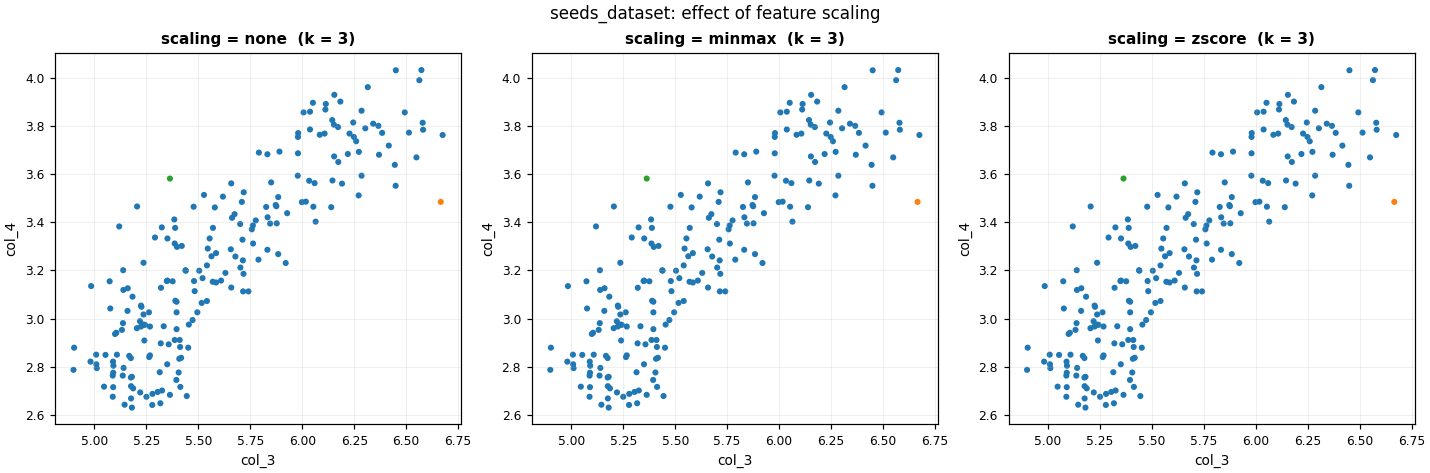 seeds_dataset: effect of feature scaling
scaling = none  (k = 3)
scaling = minmax  (k = 3)
scaling = zscore  (k = 3)
col_4
4.0
3.8
3.6
3.4
3.2
3.0
2.8
2.6
5.00 5.25 5.50 5.75 6.00 6.25 6.50 6.75
col_3
col_4
4.0
3.8
3.6
3.4
3.2
3.0
2.8
2.6
5.00 5.25 5.50 5.75 6.00 6.25 6.50 6.75
col_3
col_4
4.0
3.8
3.6
3.4
3.2
3.0
2.8
2.6
5.00 5.25 5.50 5.75 6.00 6.25 6.50 6.75
col_3